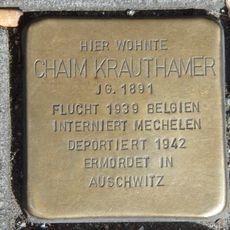 HIER WOHNTE
CHAIM KRAUTHAMER
JG. 1891
FLUCHT 1939 BELGIEN
INTERNIERT MECHELEN
DEPORTIERT 1942
ERMORDET IN
AUSCHWITZ